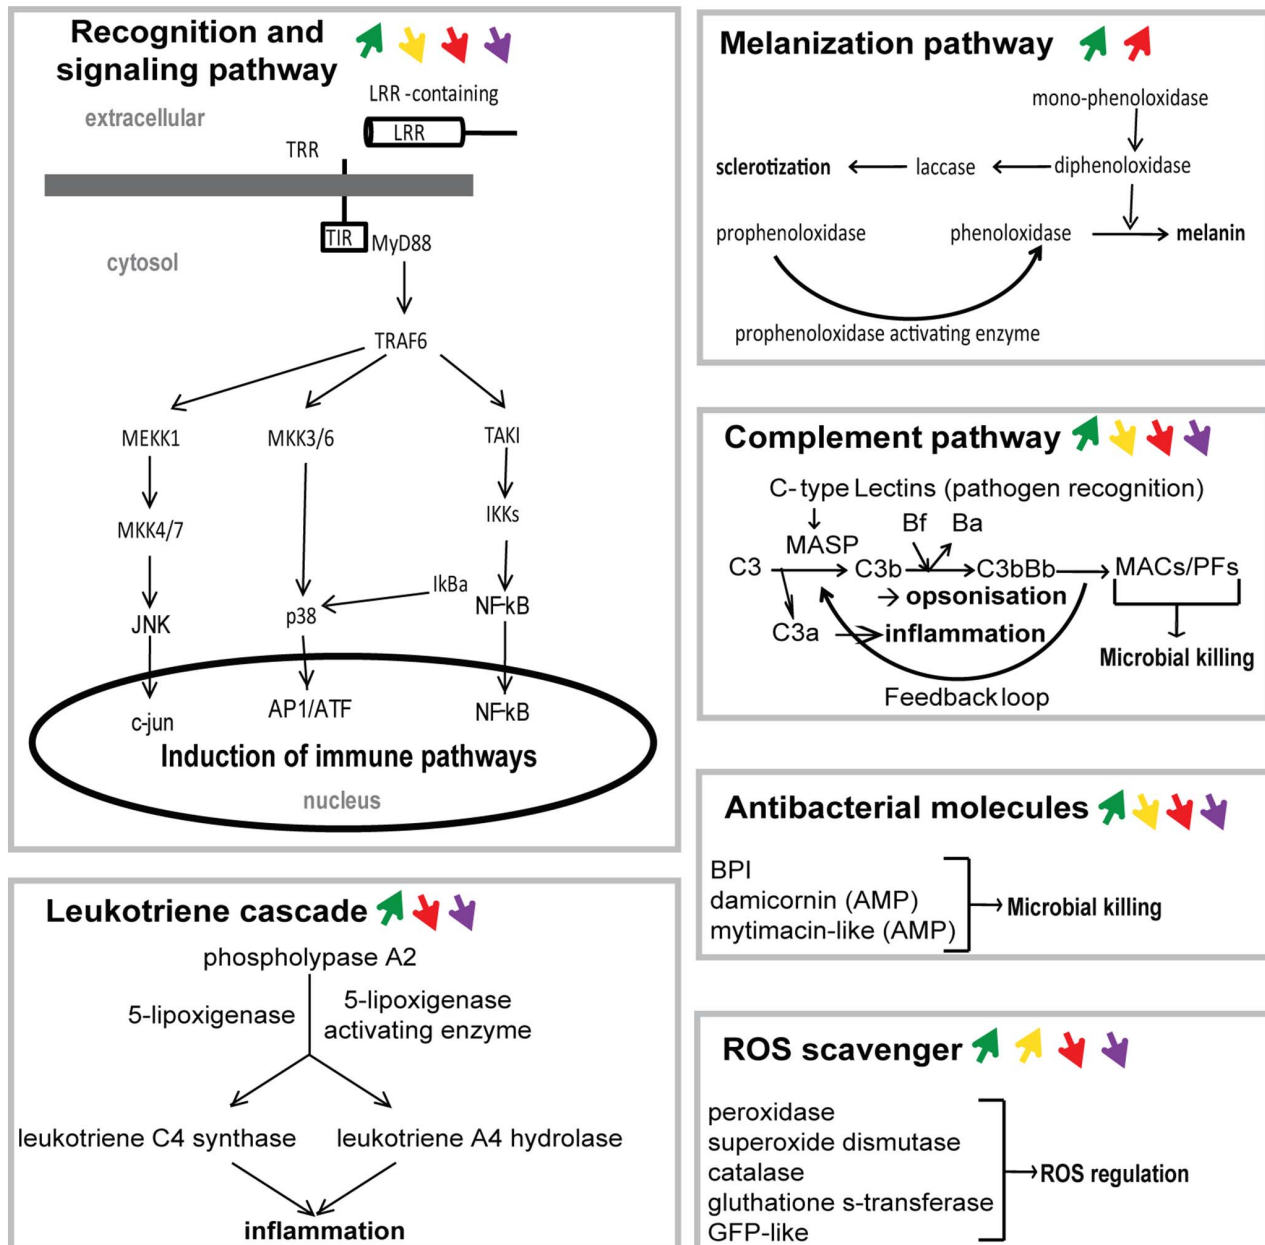 Recognition and
signaling pathway
LRR -containing
extracellular
LRR
TRR
TIR
MyD88
cytosol
TRAF6
MEKK1
MKK3/6
TAKI
MKK4/7
IKKs
IkBa
JNK
p38
NF-kB
c-jun
AP1/ATF
NF-kB
Induction of immune pathways
nucleus
Leukotriene cascade
phospholypase A2
5-lipoxigenase
5-lipoxigenase
activating enzyme
leukotriene C4 synthase
leukotriene A4 hydrolase
inflammation
Melanization pathway
mono-phenoloxidase
sclerotization
laccase
diphenoloxidase
prophenoloxidase
phenoloxidase
melanin
prophenoloxidase activating enzyme
Complement pathway
C-type Lectins (pathogen recognition)
Bf
Ba
MASP
C3
C3b
C3bBb
MACs/PFs
opsonisation
C3a
inflammation
Microbial killing
Feedback loop
Antibacterial molecules
BPI
damicornin (AMP)
mytimacin-like (AMP)
Microbial killing
ROS scavenger
peroxidase
superoxide dismutase
catalase
gluthatione s-transferase
GFP-like
ROS regulation